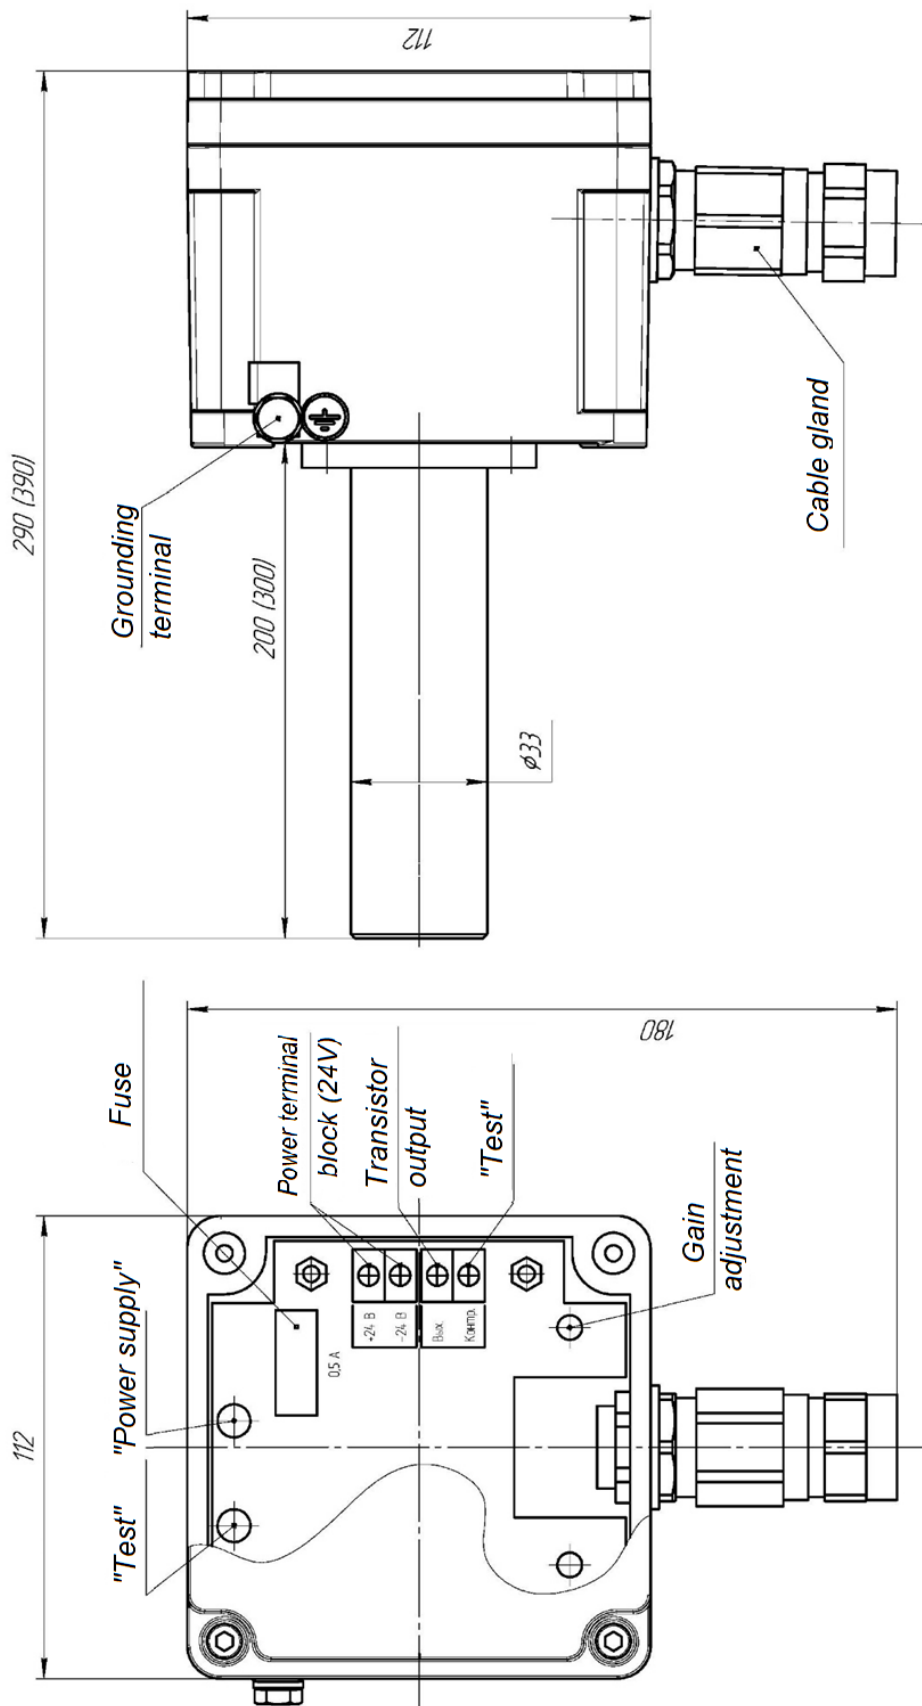 112
290 (390)
Grounding
terminal
200 (300)
ϕ33
Cable gland
180
Fuse
Power terminal
block (24V)
Transistor
output
"Test"
Gain
adjustment
112
"Power supply"
"Test"
0,5 А
+24 В
−24 В
Вых.
Контр.